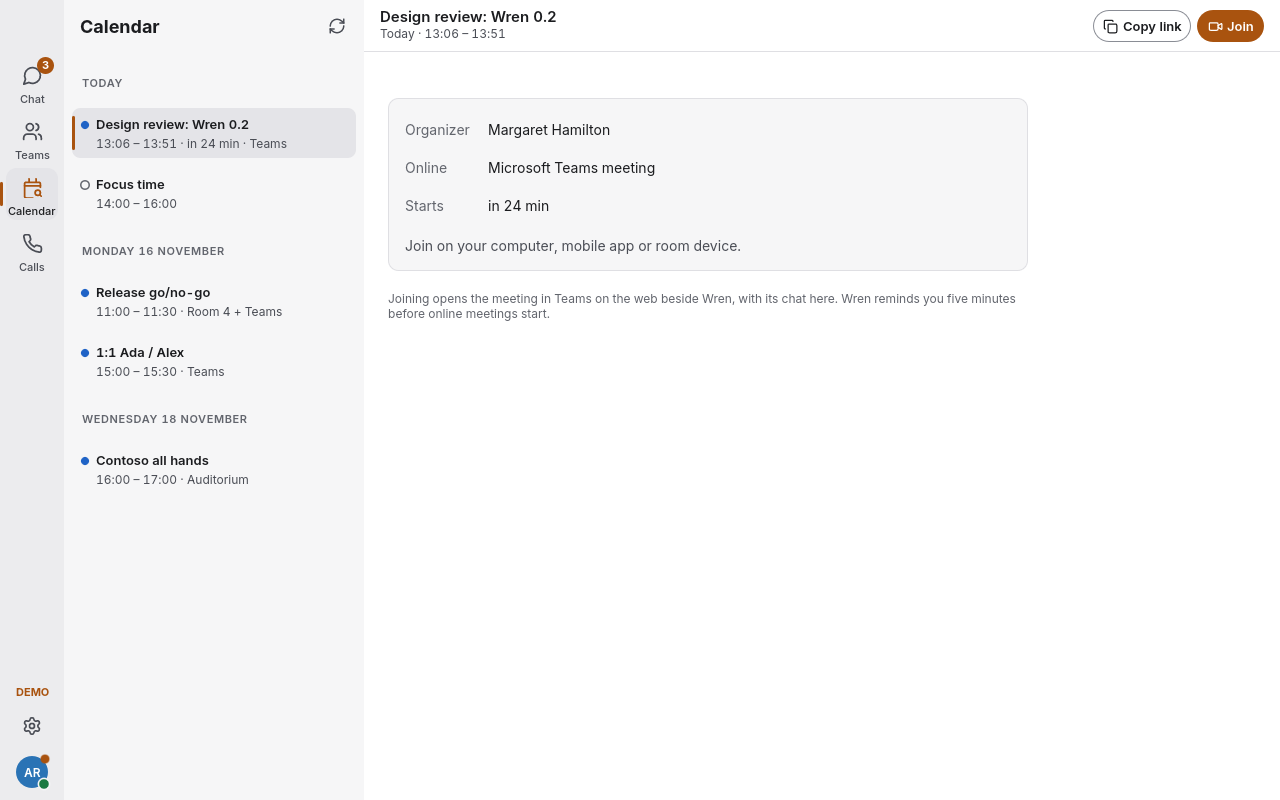 3
Chat
Teams
Calendar
Calls
DEMO
AR
Calendar
TODAY
Design review: Wren 0.2
13:06 – 13:51 · in 24 min · Teams
Focus time
14:00 – 16:00
MONDAY 16 NOVEMBER
Release go/no-go
11:00 – 11:30 · Room 4 + Teams
1:1 Ada / Alex
15:00 – 15:30 · Teams
WEDNESDAY 18 NOVEMBER
Contoso all hands
16:00 – 17:00 · Auditorium
Design review: Wren 0.2
Today · 13:06 – 13:51
Copy link
Join
Organizer Margaret Hamilton
Online Microsoft Teams meeting
Starts in 24 min
Join on your computer, mobile app or room device.
Joining opens the meeting in Teams on the web beside Wren, with its chat here. Wren reminds you five minutes
before online meetings start.